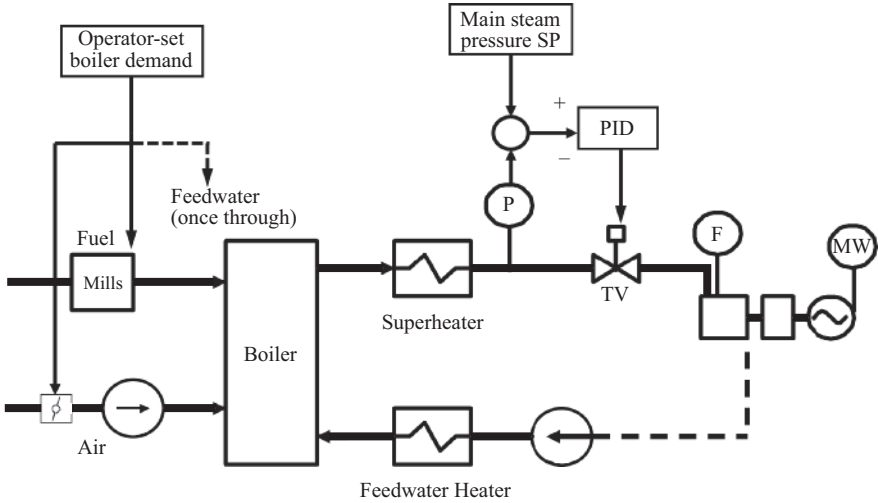 Operator-set
boiler demand
Main steam
pressure SP
+
PID
−
Feedwater
(once through)
P
Fuel
F
MW
Mills
TV
Superheater
Boiler
Air
Feedwater Heater